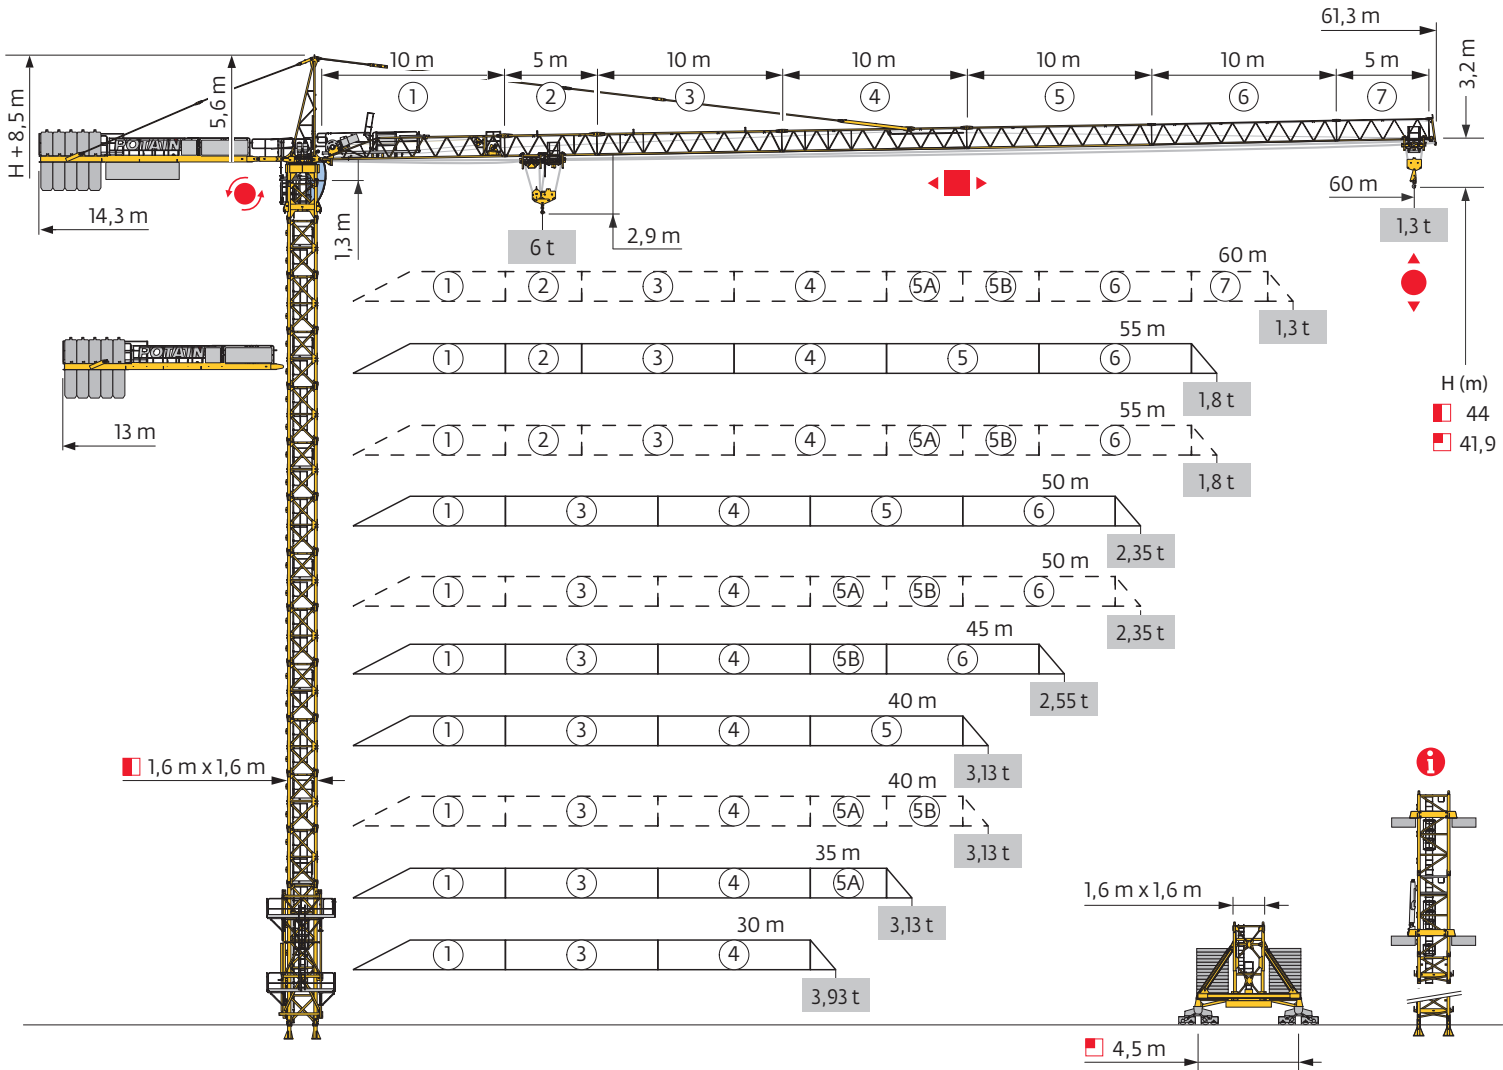 61,3 m
10 m 5 m 10 m 10 m 10 m 10 m 5 m
1 2 3 4 5 6 7
3,2 m
H + 8,5 m
5,6 m
POTAIN
14,3 m
1,3 m
6 t
2,9 m
60 m
1,3 t
60 m
1 2 3 4 5A 5B 6 7
1,3 t
55 m
1 2 3 4 5 6
1,8 t
POTAIN
13 m
H (m)
44
41,9
55 m
1 2 3 4 5A 5B 6
1,8 t
50 m
1 3 4 5 6
2,35 t
50 m
1 3 4 5A 5B 6
2,35 t
45 m
1 3 4 5B 6
2,55 t
40 m
1 3 4 5
3,13 t
1,6 m x 1,6 m
40 m
1 3 4 5A 5B
3,13 t
35 m
1 3 4 5A
3,13 t
30 m
1 3 4
3,93 t
i
1,6 m x 1,6 m
4,5 m